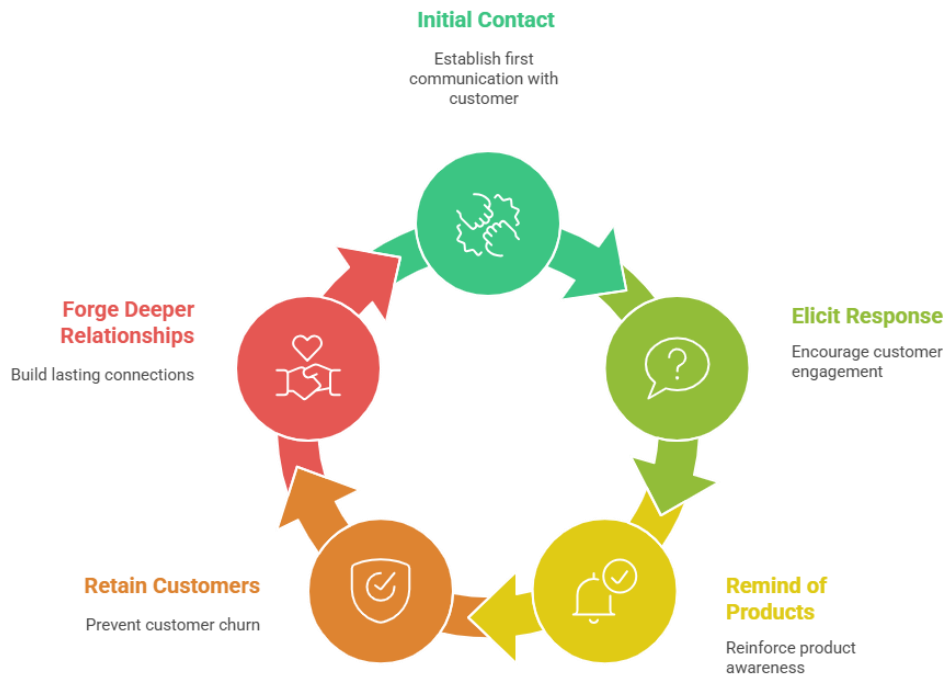 Initial Contact
Establish first
communication with
customer
Elicit Response
Encourage customer
engagement
Remind of
Products
Reinforce product
awareness
Retain Customers
Prevent customer churn
Forge Deeper
Relationships
Build lasting connections
?